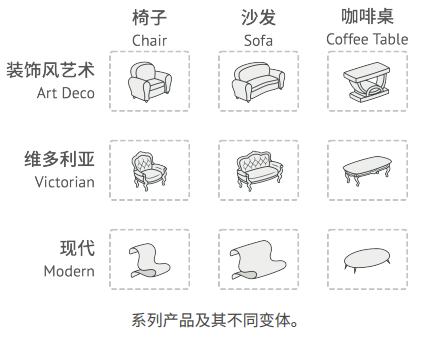 椅子 沙发 咖啡桌
Chair Sofa Coffee Table
装饰风艺术
Art Deco
维多利亚
Victorian
现代
Modern
系列产品及其不同变体。